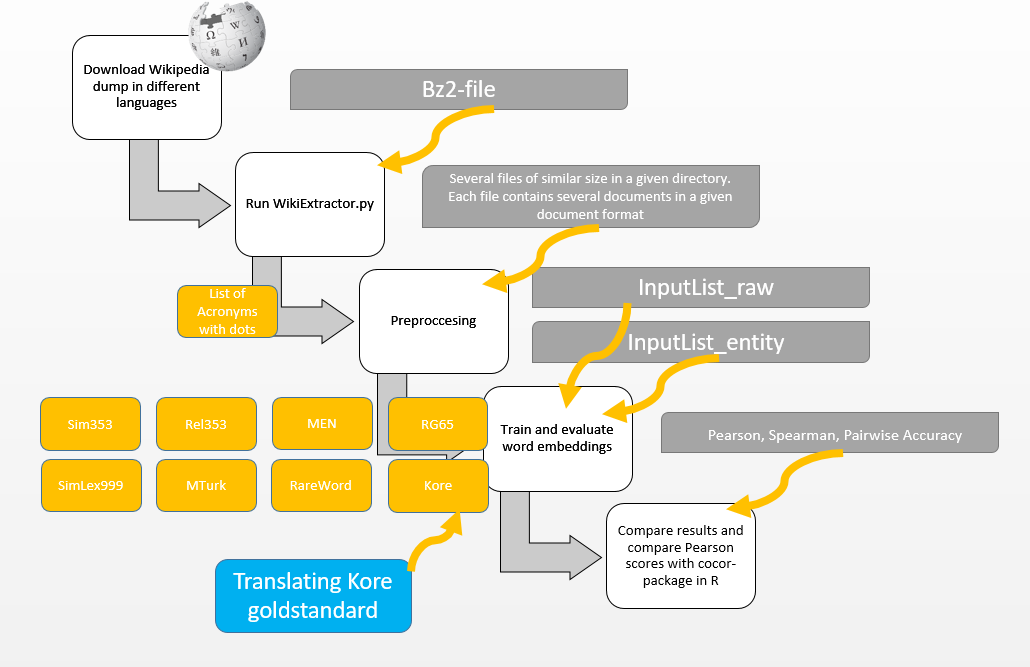 Download Wikipedia
dump in different
languages
Bz2-file
Run WikiExtractor.py
Several files of similar size in a given directory.
Each file contains several documents in a given
document format
List of
Acronyms
with dots
Preproccesing
InputList_raw
InputList_entity
Sim353
Rel353
MEN
RG65
Train and evaluate
word embeddings
Pearson, Spearman, Pairwise Accuracy
SimLex999
MTurk
RareWord
Kore
Translating Kore
goldstandard
Compare results and
compare Pearson
scores with cocor-
package in R